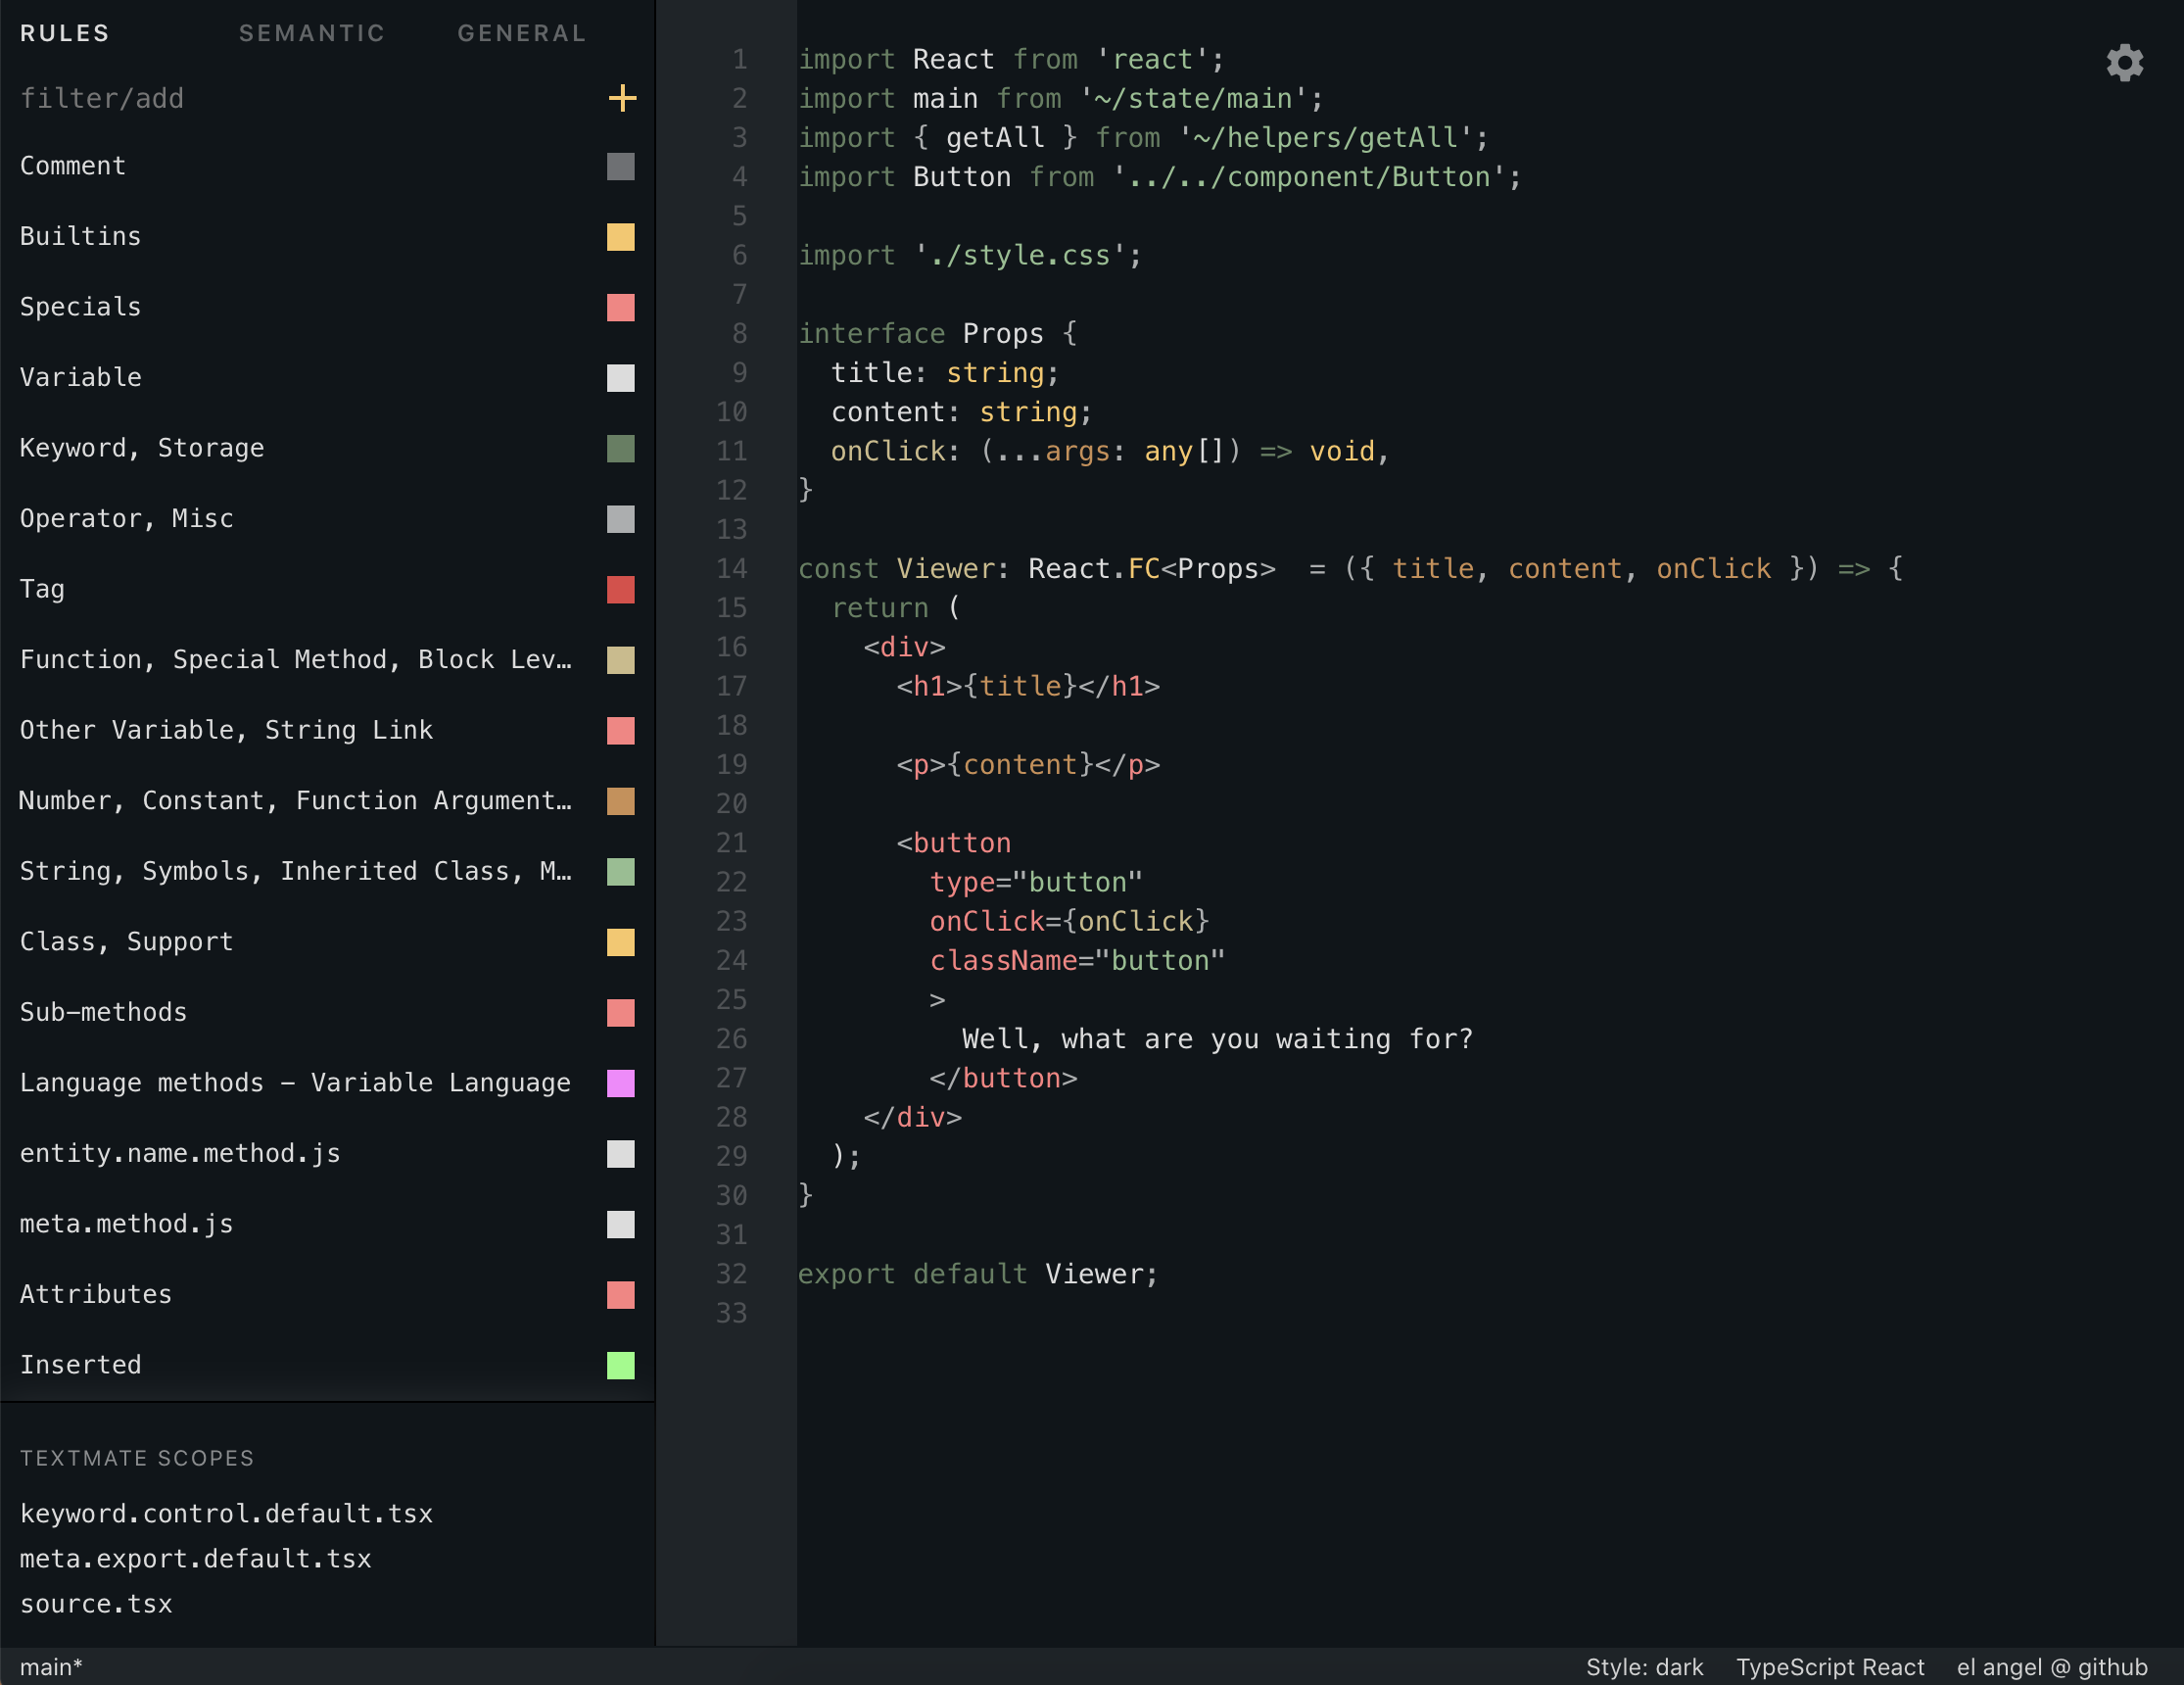 RULES SEMANTIC GENERAL
filter/add
Comment
Builtins
Specials
Variable
Keyword, Storage
Operator, Misc
Tag
Function, Special Method, Block Lev…
Other Variable, String Link
Number, Constant, Function Argument…
String, Symbols, Inherited Class, M…
Class, Support
Sub-methods
Language methods - Variable Language
entity.name.method.js
meta.method.js
Attributes
Inserted
TEXTMATE SCOPES
keyword.control.default.tsx
meta.export.default.tsx
source.tsx
1 import React from 'react';
2 import main from '~/state/main';
3 import { getAll } from '~/helpers/getAll';
4 import Button from '../../component/Button';
5
6 import './style.css';
7
8 interface Props {
9   title: string;
10   content: string;
11   onClick: (...args: any[]) => void,
12 }
13
14 const Viewer: React.FC<Props>  = ({ title, content, onClick }) => {
15   return (
16     <div>
17       <h1>{title}</h1>
18
19       <p>{content}</p>
20
21       <button
22         type="button"
23         onClick={onClick}
24         className="button"
25         >
26           Well, what are you waiting for?
27         </button>
28     </div>
29   );
30 }
31
32 export default Viewer;
33
main* Style: dark TypeScript React el angel @ github